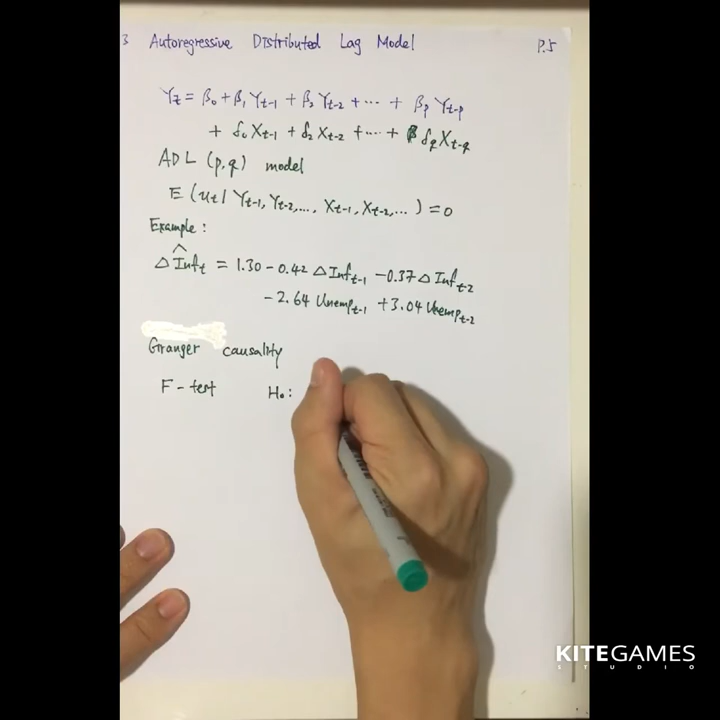 3 Autoregressive Distributed Lag Model P.5
Yt = β0 + β1 Yt-1 + β2 Yt-2 + ... + βp Yt-p
+ δ0 Xt-1 + δ2 Xt-2 + ... + δq Xt-q
ADL (p,q) model
E (ut | Yt-1, Yt-2, ..., Xt-1, Xt-2, ...) = 0
Example:
Δ Înft = 1.30 - 0.42 Δ Inft-1 - 0.37 Δ Inft-2
- 2.64 Unempt-1 + 3.04 Unempt-2
Granger causality
F-test H0:
KITEGAMES
STUDIO